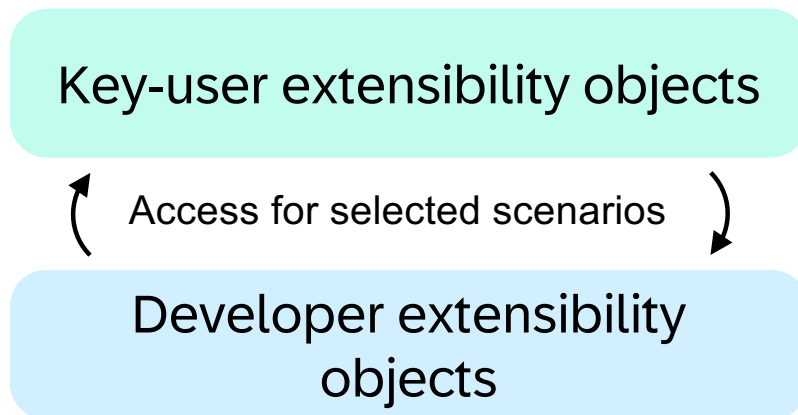 Key-user extensibility objects
Access for selected scenarios
Developer extensibility
objects